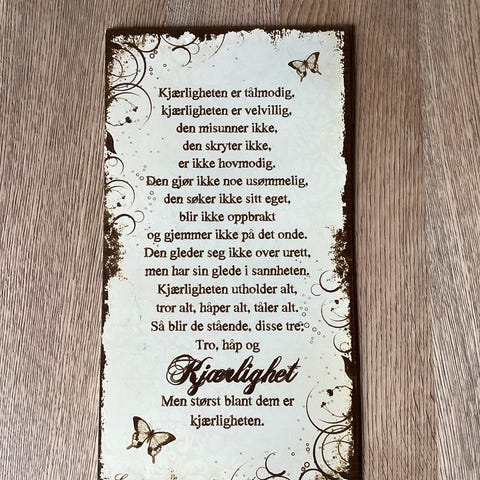 Kjærligheten er tålmodig,
kjærligheten er velvillig,
den misunner ikke,
den skryter ikke,
er ikke hovmodig.
Den gjør ikke noe usømmelig,
den søker ikke sitt eget,
blir ikke oppbrakt
og gjemmer ikke på det onde.
Den gleder seg ikke over urett,
men har sin glede i sannheten.
Kjærligheten utholder alt,
tror alt, håper alt, tåler alt.
Så blir de stående, disse tre:
Tro, håp og
Kjærlighet
Men størst blant dem er
kjærligheten.